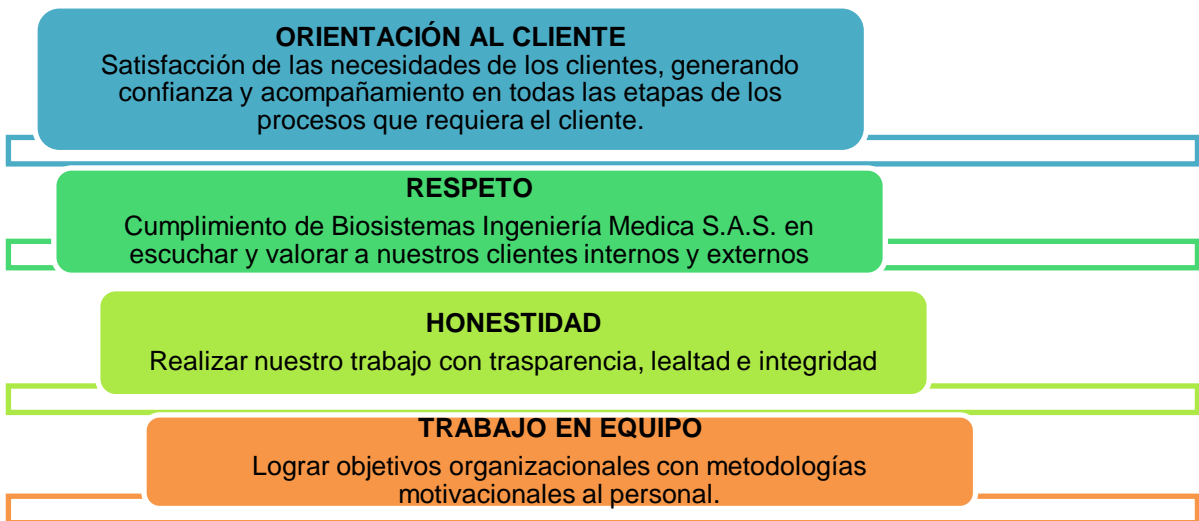 ORIENTACIÓN AL CLIENTE
Satisfacción de las necesidades de los clientes, generando
confianza y acompañamiento en todas las etapas de los
procesos que requiera el cliente.
RESPETO
Cumplimiento de Biosistemas Ingeniería Medica S.A.S. en
escuchar y valorar a nuestros clientes internos y externos
HONESTIDAD
Realizar nuestro trabajo con trasparencia, lealtad e integridad
TRABAJO EN EQUIPO
Lograr objetivos organizacionales con metodologías
motivacionales al personal.